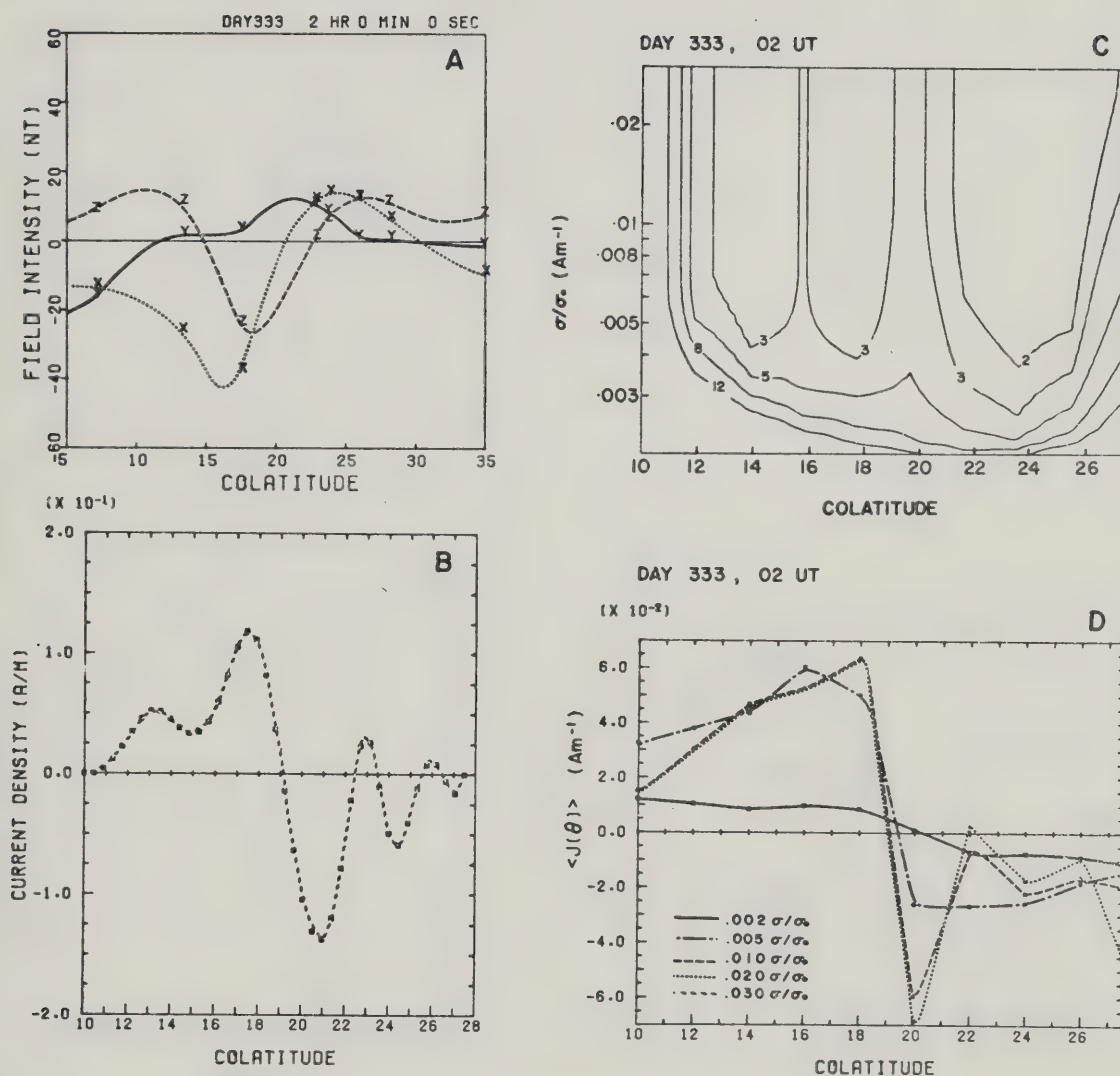 DAY333 2 HR 0 MIN 0 SEC
A
60
40
20
0
-20
-40
-60
FIELD INTENSITY (NT)
Z
Z
Y
Y
X
X
Z
X
X
Z
X
Y
Z
Y
X
Z
Y
X
Z
Y
X
5 10 15 20 25 30 35
COLATITUDE
(X 10⁻¹)
B
2.0
1.0
0.0
-1.0
-2.0
CURRENT DENSITY (A/M)
10 12 14 16 18 20 22 24 26 28
COLATITUDE
DAY 333, 02 UT
C
.02
.01
.008
.005
.003
σ/σ₀ (Am⁻¹)
3
3
2
8
5
3
12
10 12 14 16 18 20 22 24 26
COLATITUDE
DAY 333, 02 UT
(X 10⁻²)
D
6.0
4.0
2.0
0.0
-2.0
-4.0
-6.0
<J(θ)> (Am⁻¹)
.002 σ/σ₀
.005 σ/σ₀
.010 σ/σ₀
.020 σ/σ₀
.030 σ/σ₀
10 12 14 16 18 20 22 24 26
COLATITUDE